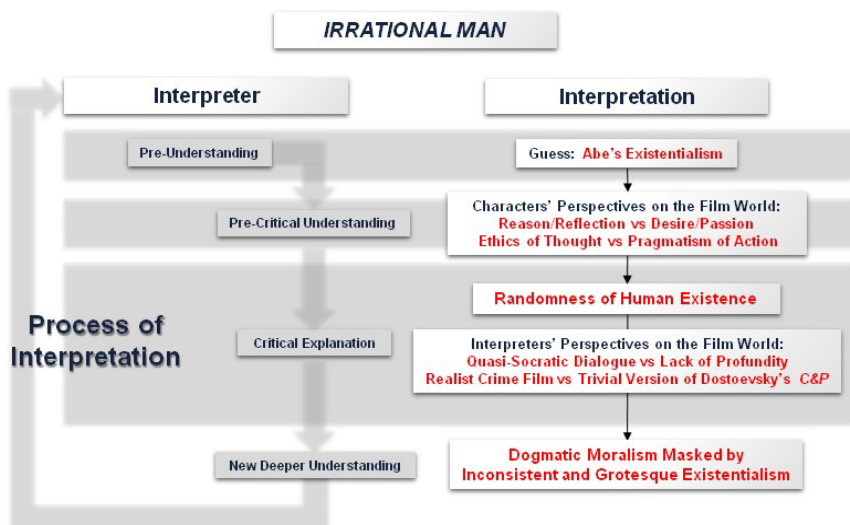 IRRATIONAL MAN
Interpreter
Interpretation
Pre-Understanding
Guess: Abe's Existentialism
Pre-Critical Understanding
Characters' Perspectives on the Film World:
Reason/Reflection vs Desire/Passion
Ethics of Thought vs Pragmatism of Action
Randomness of Human Existence
Process of
Interpretation
Critical Explanation
Interpreters' Perspectives on the Film World:
Quasi-Socratic Dialogue vs Lack of Profundity
Realist Crime Film vs Trivial Version of Dostoevsky's C&P
New Deeper Understanding
Dogmatic Moralism Masked by
Inconsistent and Grotesque Existentialism